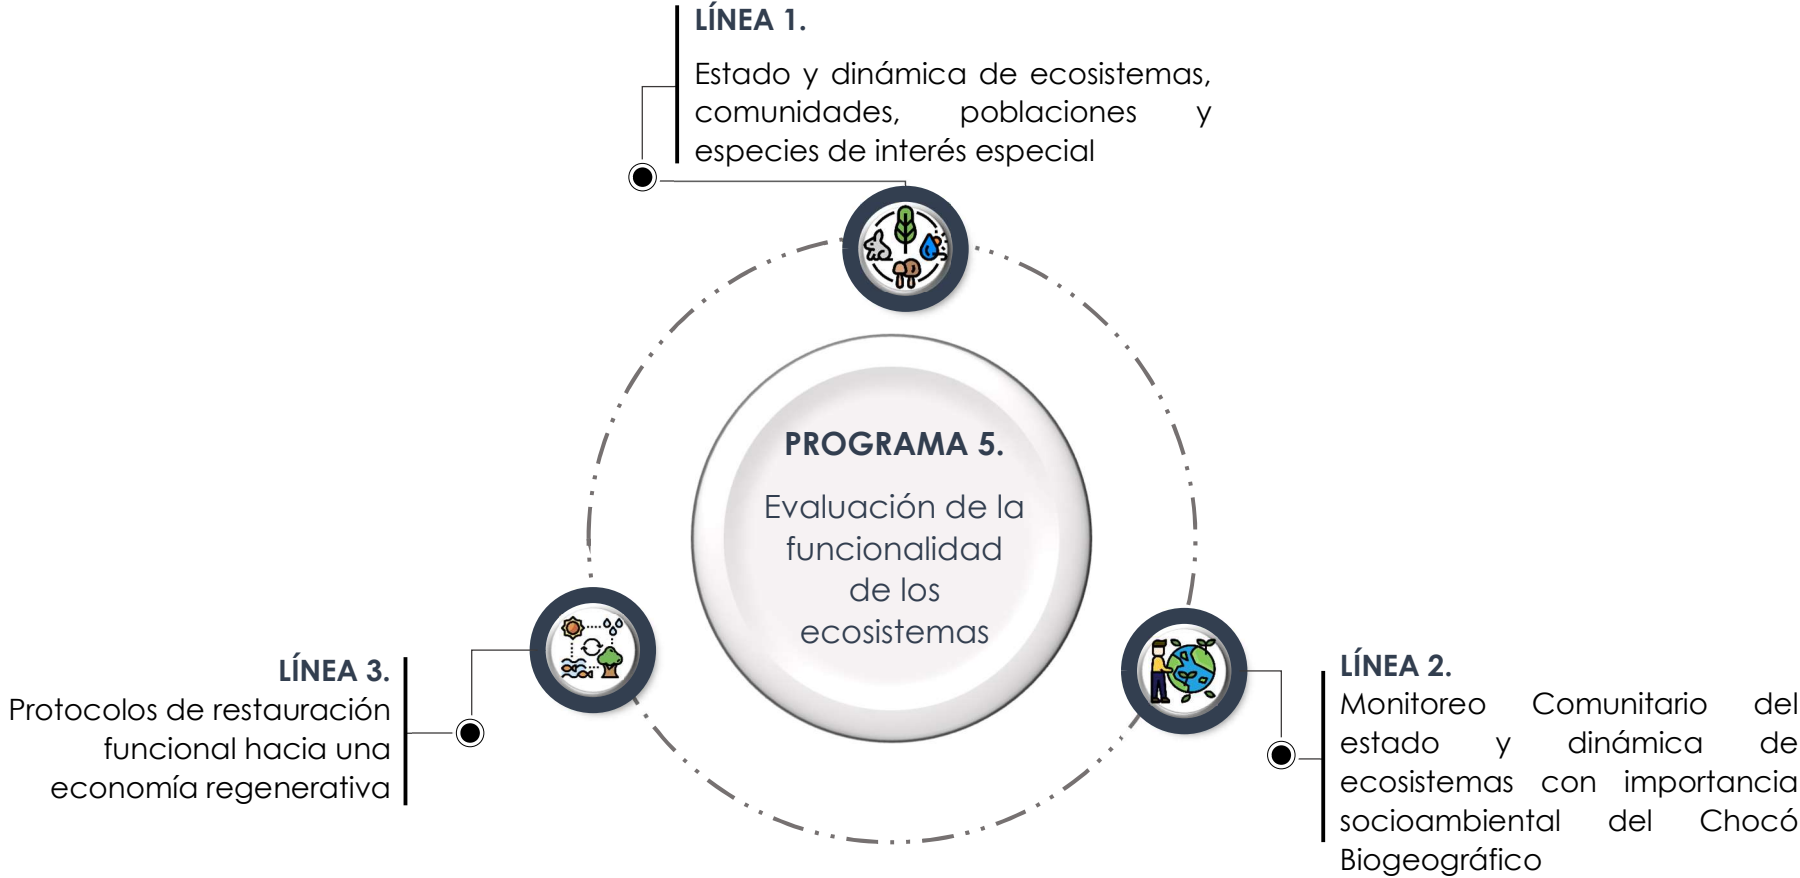 LÍNEA 1.
Estado y dinámica de ecosistemas,
comunidades, poblaciones y
especies de interés especial
PROGRAMA 5.
Evaluación de la
funcionalidad
de los
ecosistemas
LÍNEA 2.
Monitoreo Comunitario del
estado y dinámica de
ecosistemas con importancia
socioambiental del Chocó
Biogeográfico
LÍNEA 3.
Protocolos de restauración
funcional hacia una
economía regenerativa